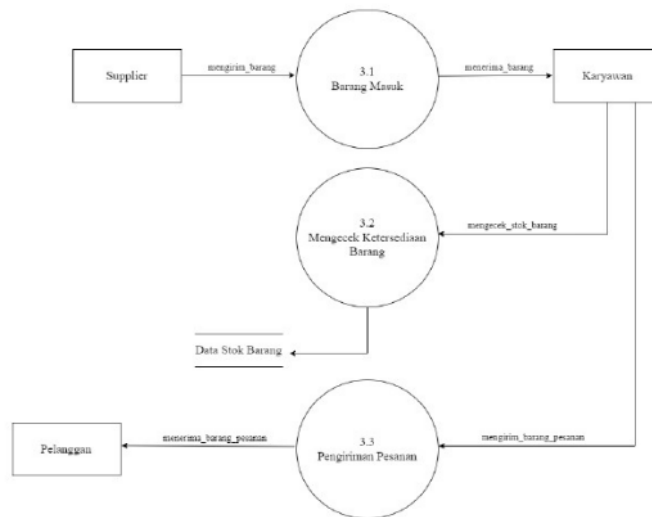 Supplier
mengirim_barang
3.1
Barang Masuk
menerima_barang
Karyawan
3.2
Mengecek Ketersediaan
Barang
mengecek_stok_barang
Data Stok Barang
Pelanggan
menerima_barang_pesanan
3.3
Pengiriman Pesanan
mengirim_barang_pesanan